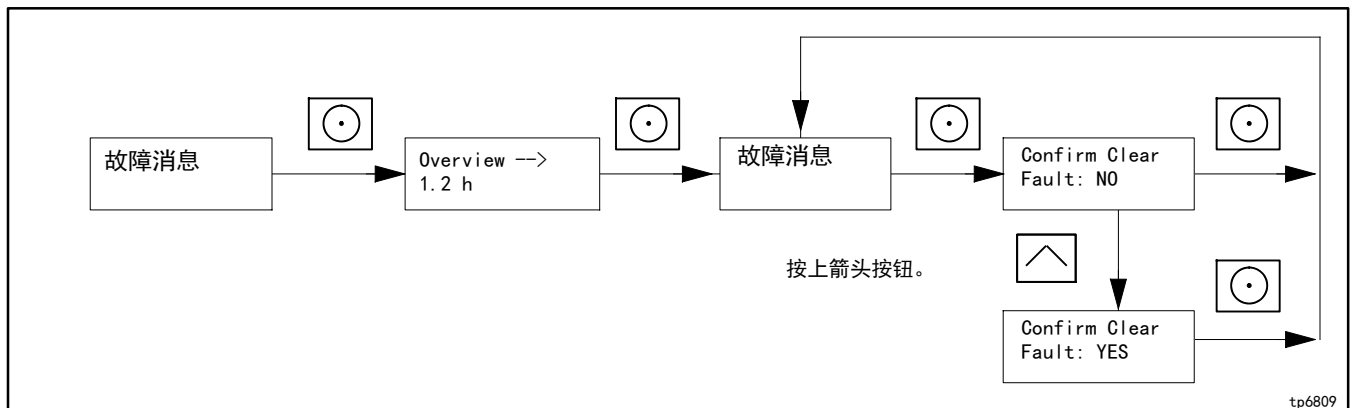 故障消息
Overview -->
1.2 h
故障消息
Confirm Clear
Fault: NO
按上箭头按钮。
Confirm Clear
Fault: YES
tp6809